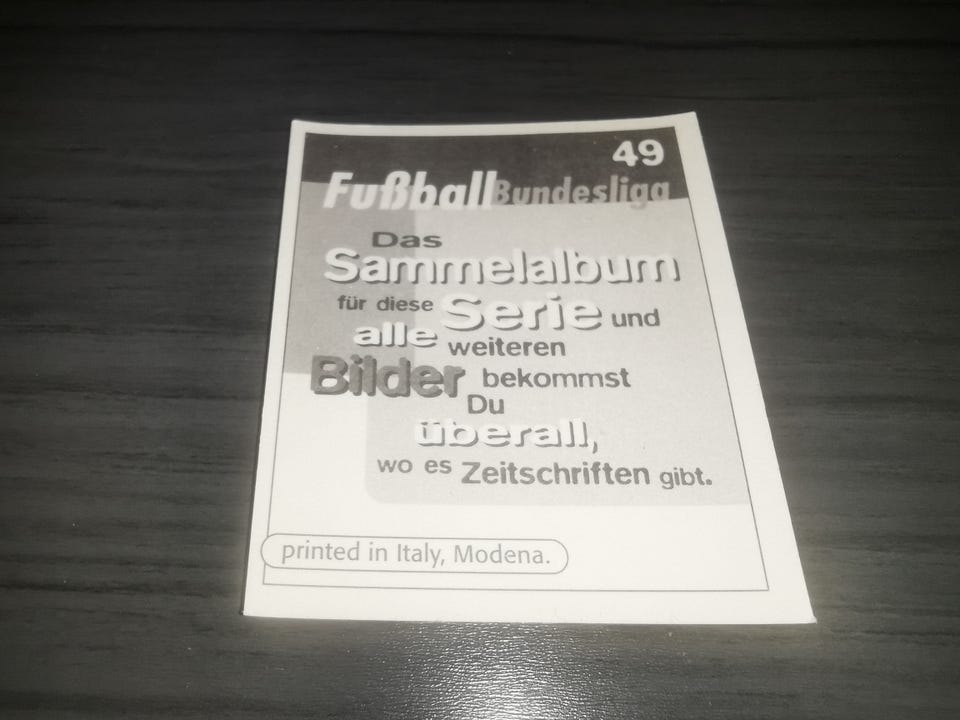 49
Fußball Bundesliga
Das
Sammelalbum
für diese Serie und
alle weiteren
Bilder bekommst
Du
überall,
wo es Zeitschriften gibt.
printed in Italy, Modena.